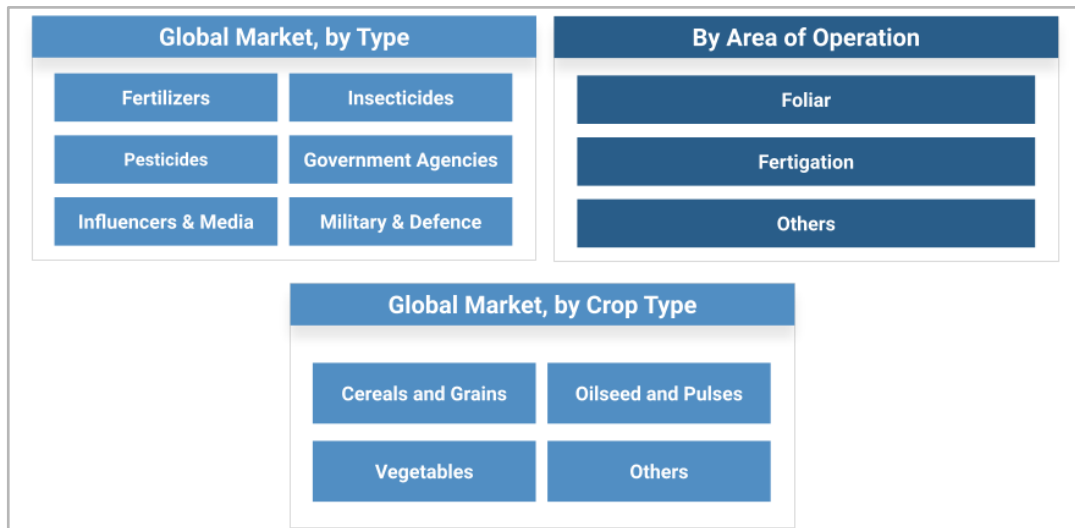 Global Market, by Type
Fertilizers
Insecticides
Pesticides
Government Agencies
Influencers & Media
Military & Defence
By Area of Operation
Foliar
Fertigation
Others
Global Market, by Crop Type
Cereals and Grains
Oilseed and Pulses
Vegetables
Others